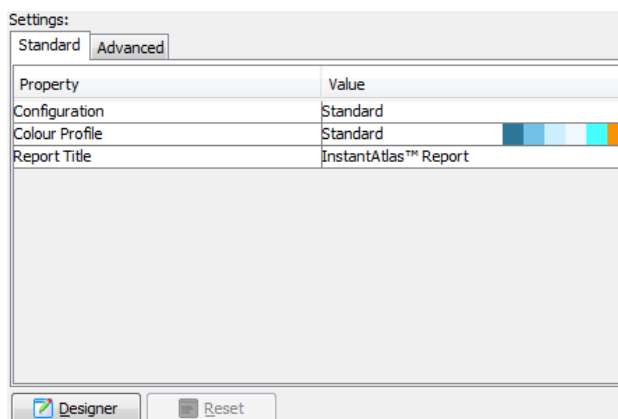 Settings:
Standard Advanced
Property Value
Configuration Standard
Colour Profile Standard
Report Title InstantAtlas™ Report
Designer Reset